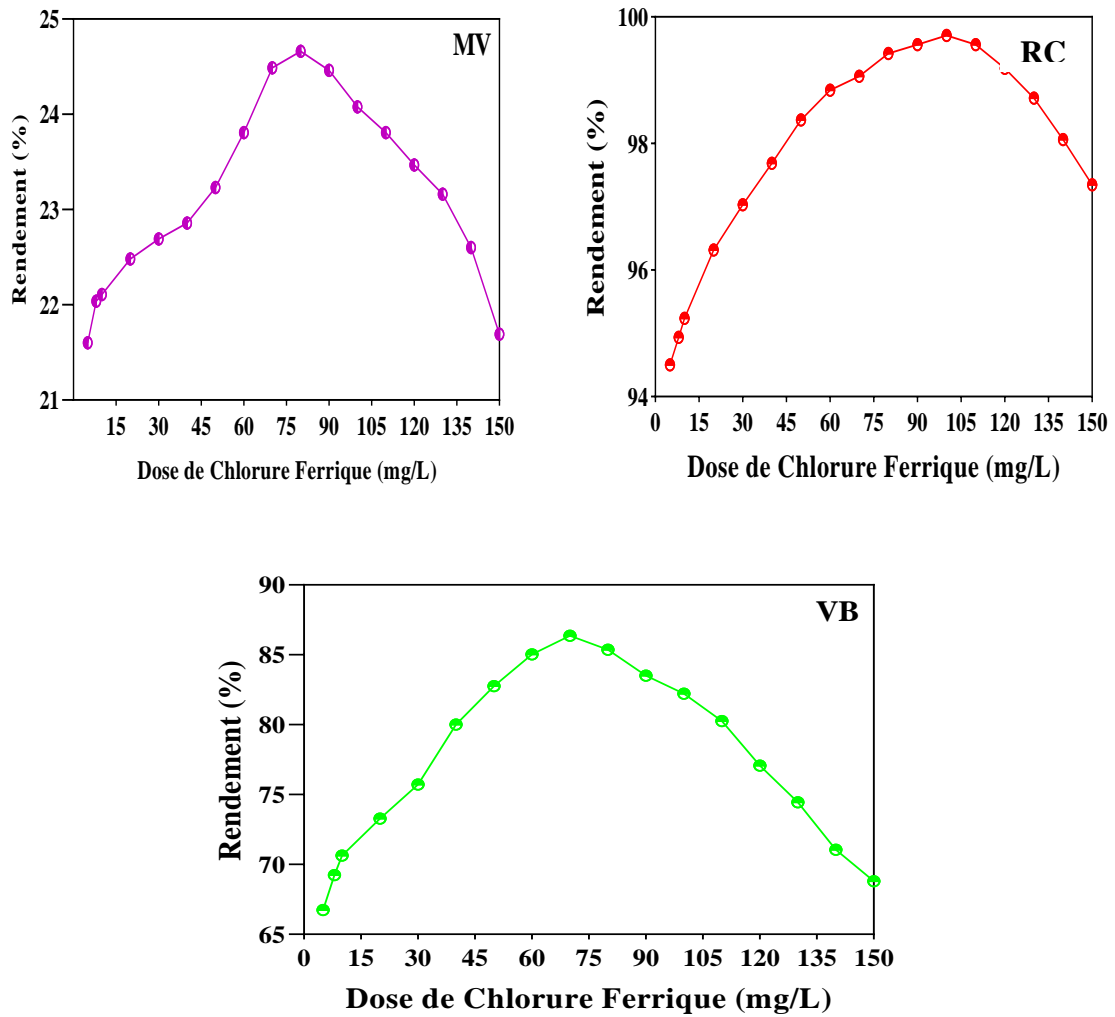 25
24
23
22
21
MV
Rendement (%)
15 30 45 60 75 90 105 120 135 150
Dose de Chlorure Ferrique (mg/L)
100
98
96
94
RC
Rendement (%)
0 15 30 45 60 75 90 105 120 135 150
Dose de Chlorure Ferrique (mg/L)
90
85
80
75
70
65
VB
Rendement (%)
0 15 30 45 60 75 90 105 120 135 150
Dose de Chlorure Ferrique (mg/L)